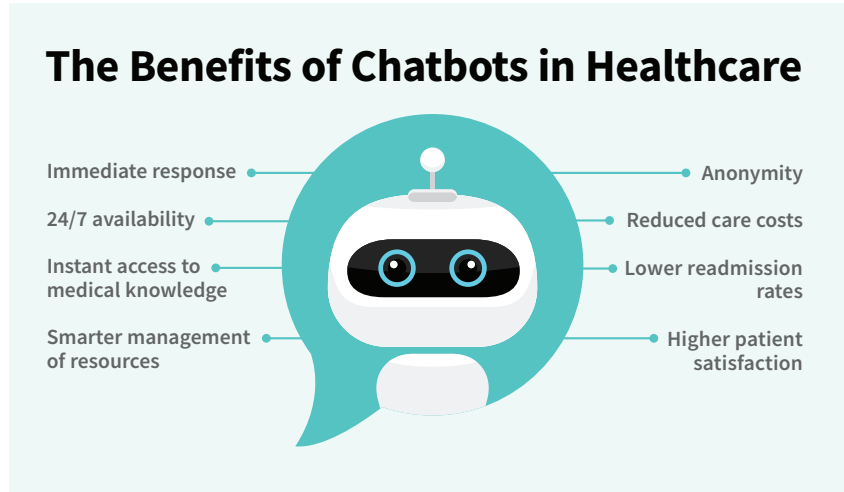 The Benefits of Chatbots in Healthcare
Immediate response
24/7 availability
Instant access to
medical knowledge
Smarter management
of resources
Anonymity
Reduced care costs
Lower readmission
rates
Higher patient
satisfaction